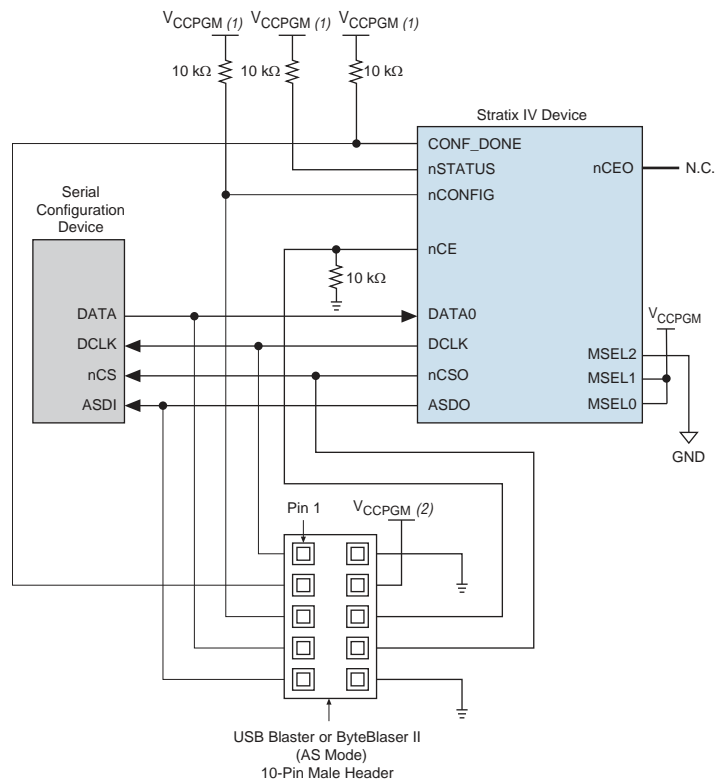 VCCPGM (1) VCCPGM (1) VCCPGM (1)
10 kΩ 10 kΩ 10 kΩ
Stratix IV Device
CONF_DONE
nSTATUS
nCEO
N.C.
nCONFIG
Serial
Configuration
Device
nCE
10 kΩ
DATA
DATA0
VCCPGM
DCLK
DCLK
MSEL2
nCS
nCSO
MSEL1
ASDI
ASDO
MSEL0
GND
Pin 1
VCCPGM (2)
USB Blaster or ByteBlaser II
(AS Mode)
10-Pin Male Header